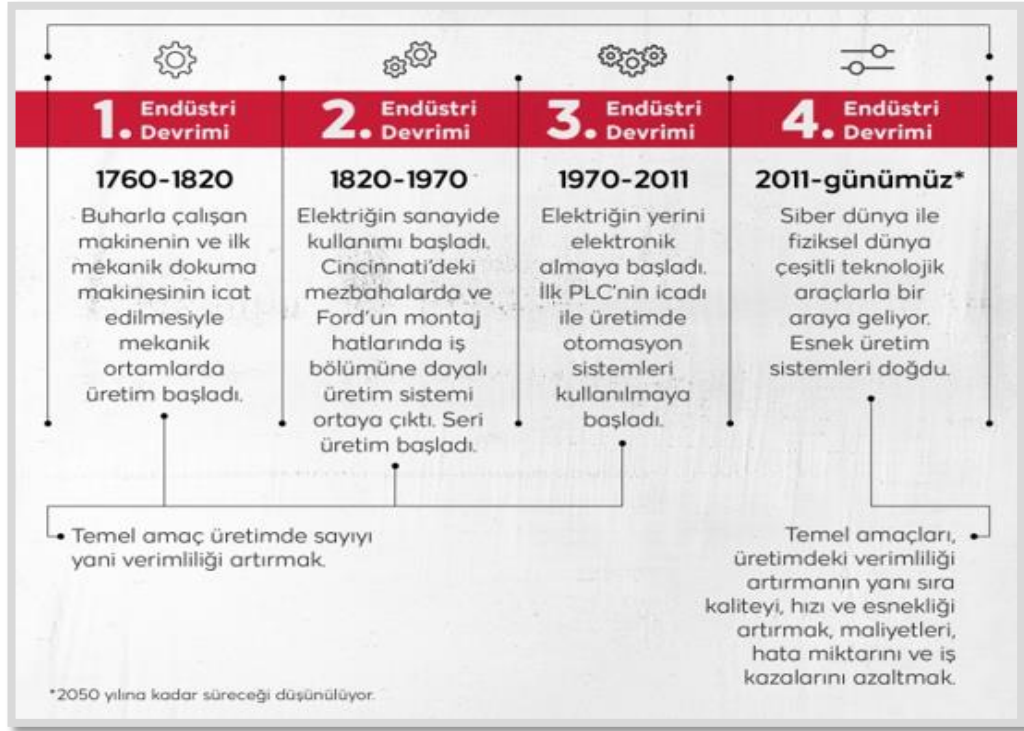 1. Endüstri Devrimi
2. Endüstri Devrimi
3. Endüstri Devrimi
4. Endüstri Devrimi
1760-1820
Buharla çalışan
makinenin ve ilk
mekanik dokuma
makinesinin icat
edilmesiyle
mekanik
ortamlarda
üretim başladı.
1820-1970
Elektriğin sanayide
kullanımı başladı.
Cincinnati'deki
mezbahalarda ve
Ford'un montaj
hatlarında iş
bölümüne dayalı
üretim sistemi
ortaya çıktı. Seri
üretim başladı.
1970-2011
Elektriğin yerini
elektronik
almaya başladı.
İlk PLC'nin icadı
ile üretimde
otomasyon
sistemleri
kullanılmaya
başladı.
2011-günümüz*
Siber dünya ile
fiziksel dünya
çeşitli teknolojik
araçlarla bir
araya geliyor.
Esnek üretim
sistemleri doğdu.
Temel amaç üretimde sayıyı
yani verimliliği artırmak.
Temel amaçları,
üretimdeki verimliliği
artırmanın yanı sıra
kaliteyi, hızı ve esnekliği
artırmak, maliyetleri,
hata miktarını ve iş
kazalarını azaltmak.
*2050 yılına kadar süreceği düşünülüyor.